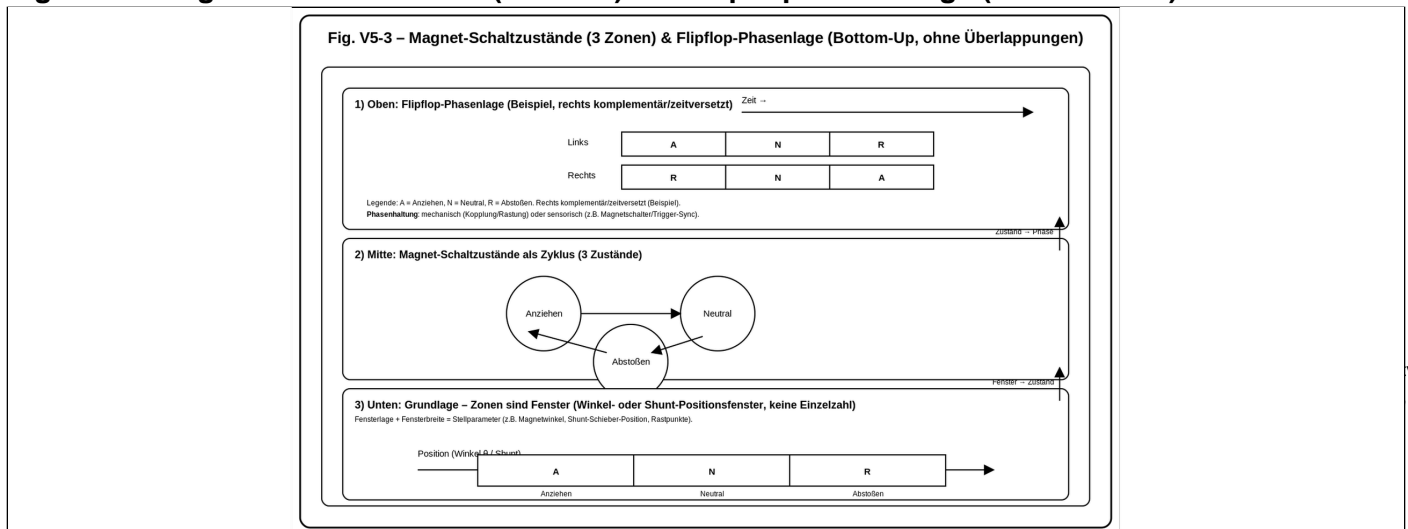 Fig. V5-3 – Magnet-Schaltzustände (3 Zonen) & Flipflop-Phasenlage (Bottom-Up, ohne Überlappungen)
1) Oben: Flipflop-Phasenlage (Beispiel, rechts komplementär/zeitversetzt) Zeit →
Links A N R
Rechts R N A
Legende: A = Anziehen, N = Neutral, R = Abstoßen. Rechts komplementär/zeitversetzt (Beispiel).
Phasenhaltung: mechanisch (Kopplung/Rastung) oder sensorisch (z.B. Magnetschalter/Trigger-Sync).
Zustand → Phase
2) Mitte: Magnet-Schaltzustände als Zyklus (3 Zustände)
Anziehen Neutral
Abstoßen
Fenster → Zustand
3) Unten: Grundlage – Zonen sind Fenster (Winkel- oder Shunt-Positionsfenster, keine Einzelzahl)
Fensterlage + Fensterbreite = Stellparameter (z.B. Magnetwinkel, Shunt-Schieber-Position, Rastpunkte).
Position (Winkel θ / Shunt)
A N R
Anziehen Neutral Abstoßen